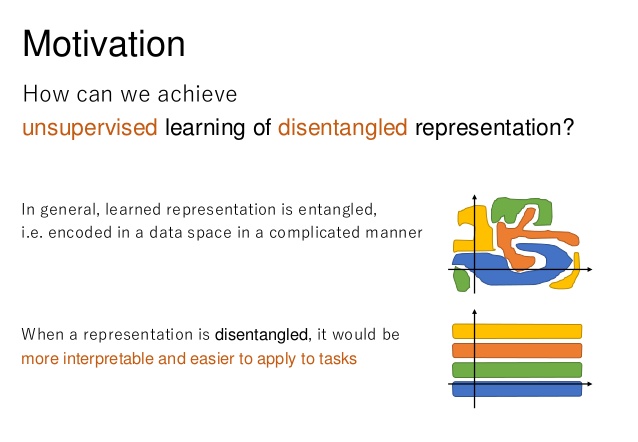 Motivation
How can we achieve
unsupervised learning of disentangled representation?
In general, learned representation is entangled,
i.e. encoded in a data space in a complicated manner
When a representation is disentangled, it would be
more interpretable and easier to apply to tasks